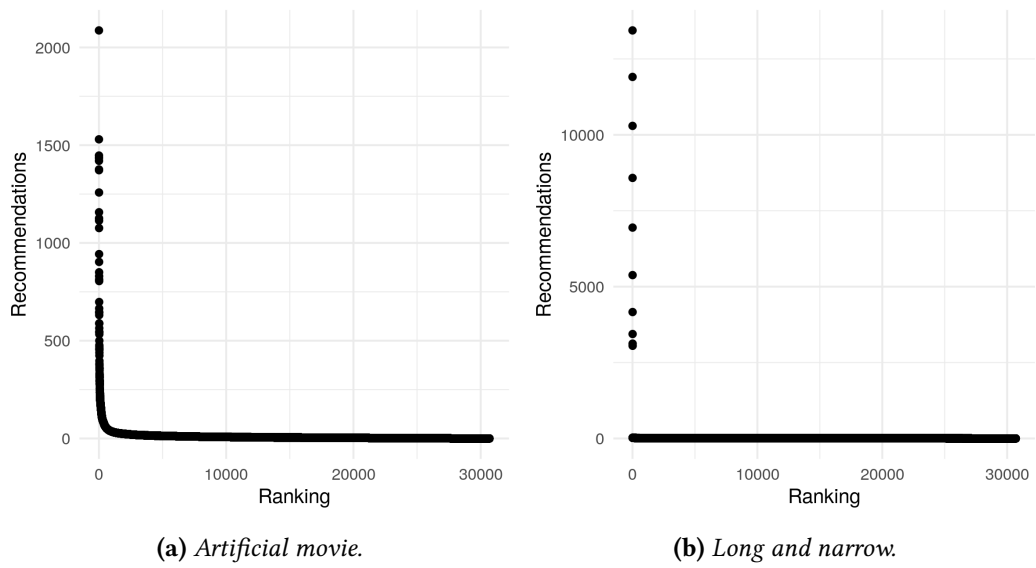 2000
1500
1000
500
0
Recommendations
0 10000 20000 30000
Ranking
(a) Artificial movie.
10000
5000
0
Recommendations
0 10000 20000 30000
Ranking
(b) Long and narrow.